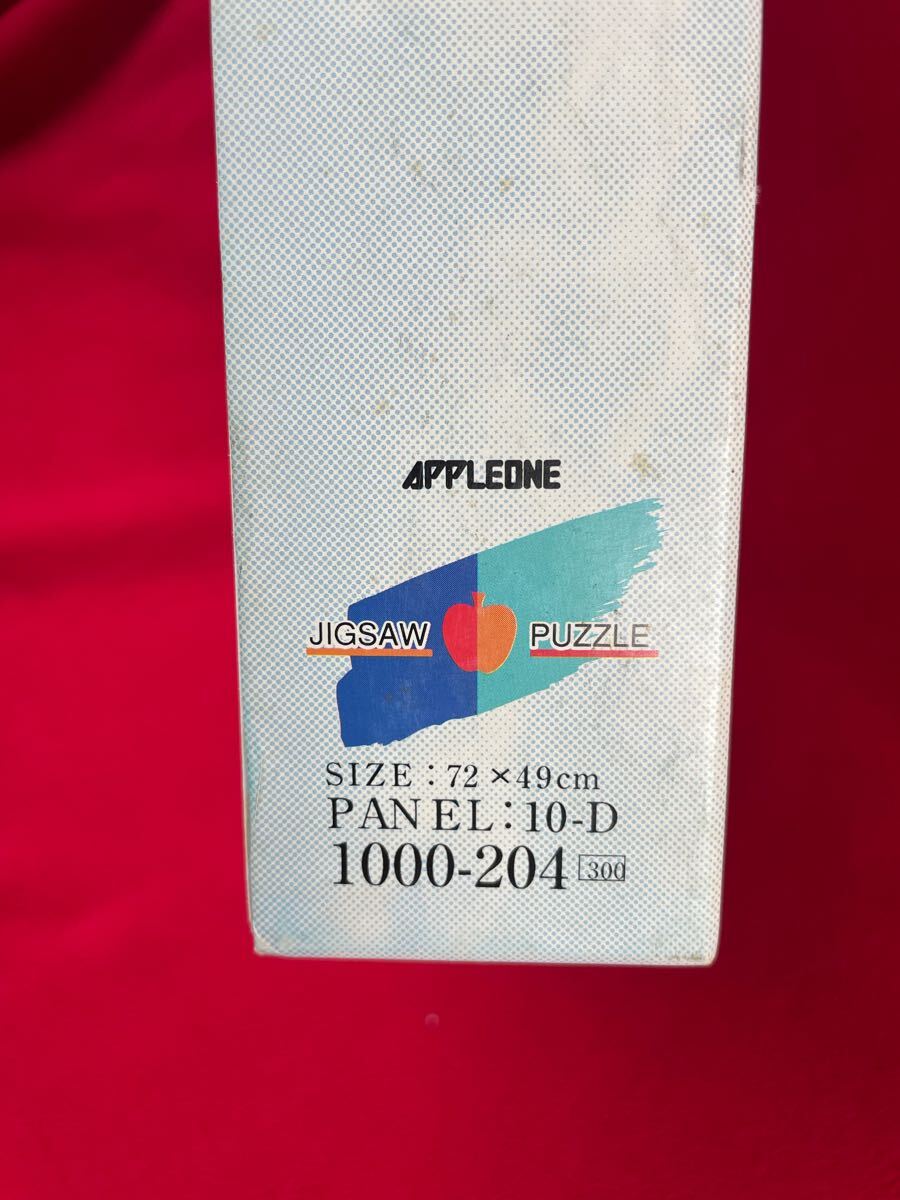 APPLEONE
JIGSAW PUZZLE
SIZE : 72×49cm
PANEL : 10-D
1000-204 300